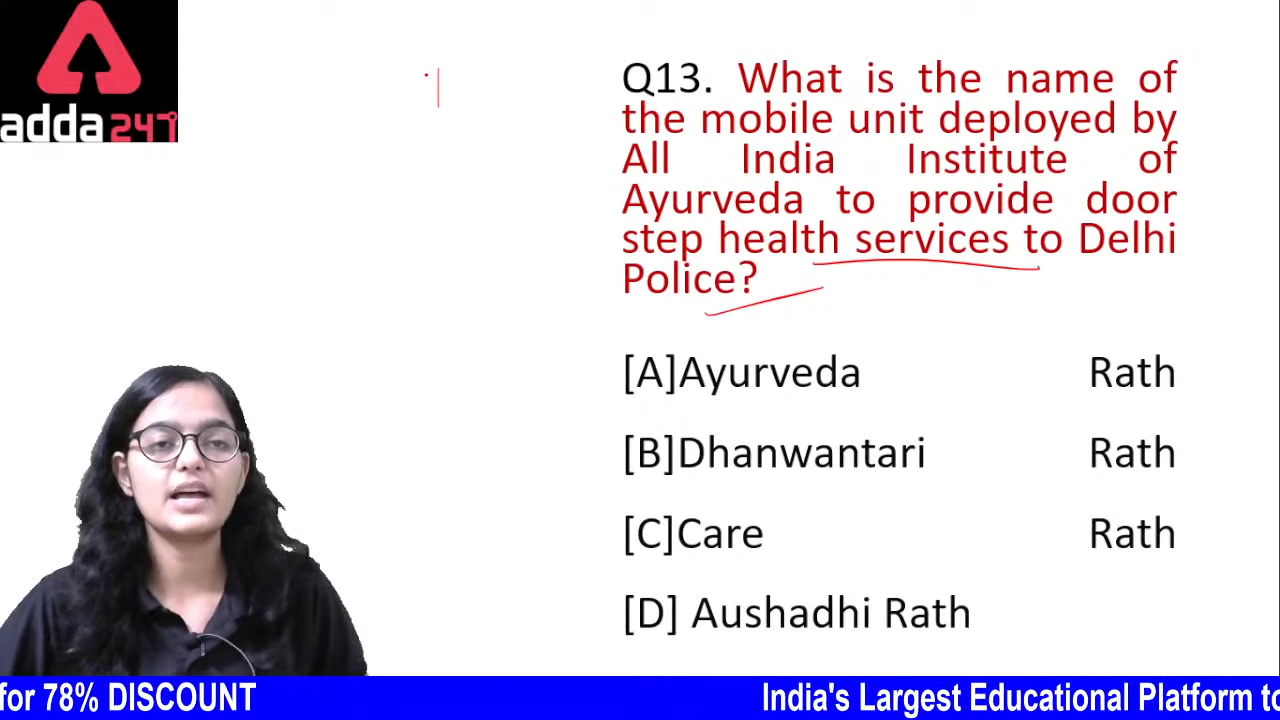 adda 247
Q13. What is the name of
the mobile unit deployed by
All India Institute of
Ayurveda to provide door
step health services to Delhi
Police?
[A]Ayurveda Rath
[B]Dhanwantari Rath
[C]Care Rath
[D] Aushadhi Rath
for 78% DISCOUNT India's Largest Educational Platform to